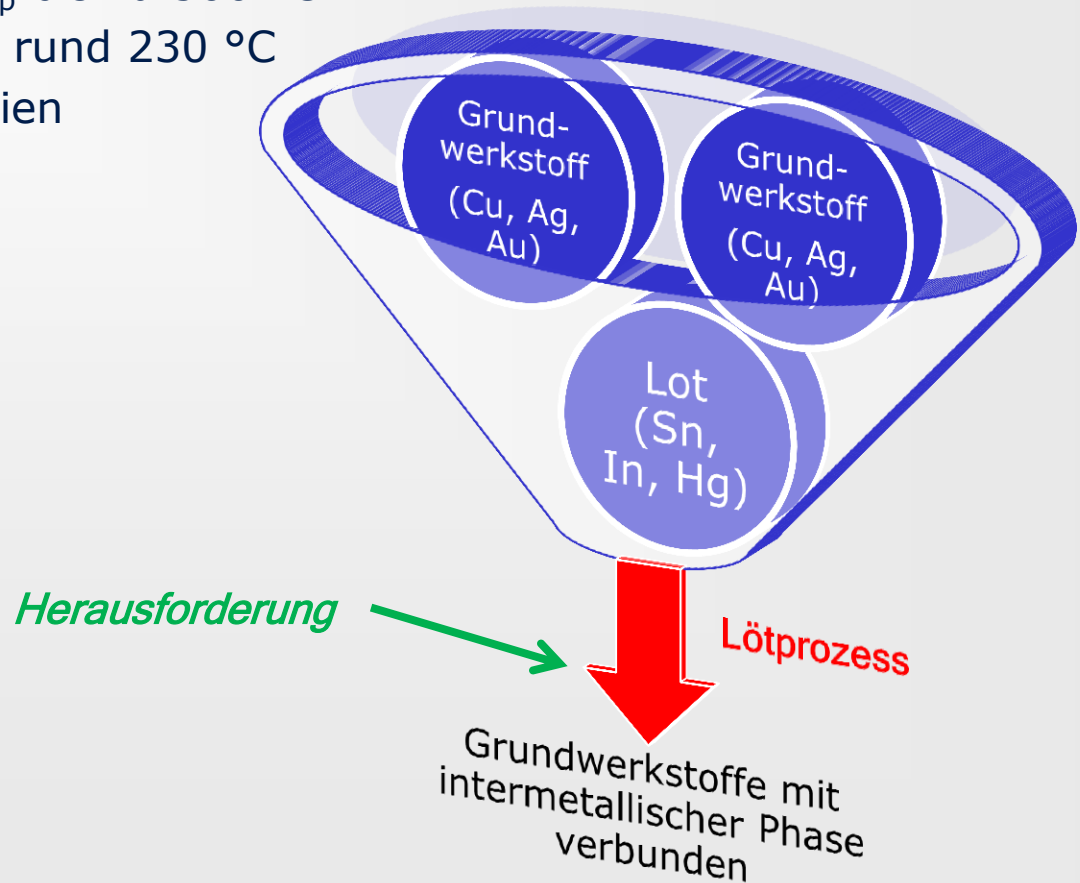 rund 230 °C
ien
Grund-
werkstoff
(Cu, Ag,
Au)
Grund-
werkstoff
(Cu, Ag,
Au)
Lot
(Sn,
In, Hg)
Herausforderung
Lötprozess
Grundwerkstoffe mit
intermetallischer Phase
verbunden